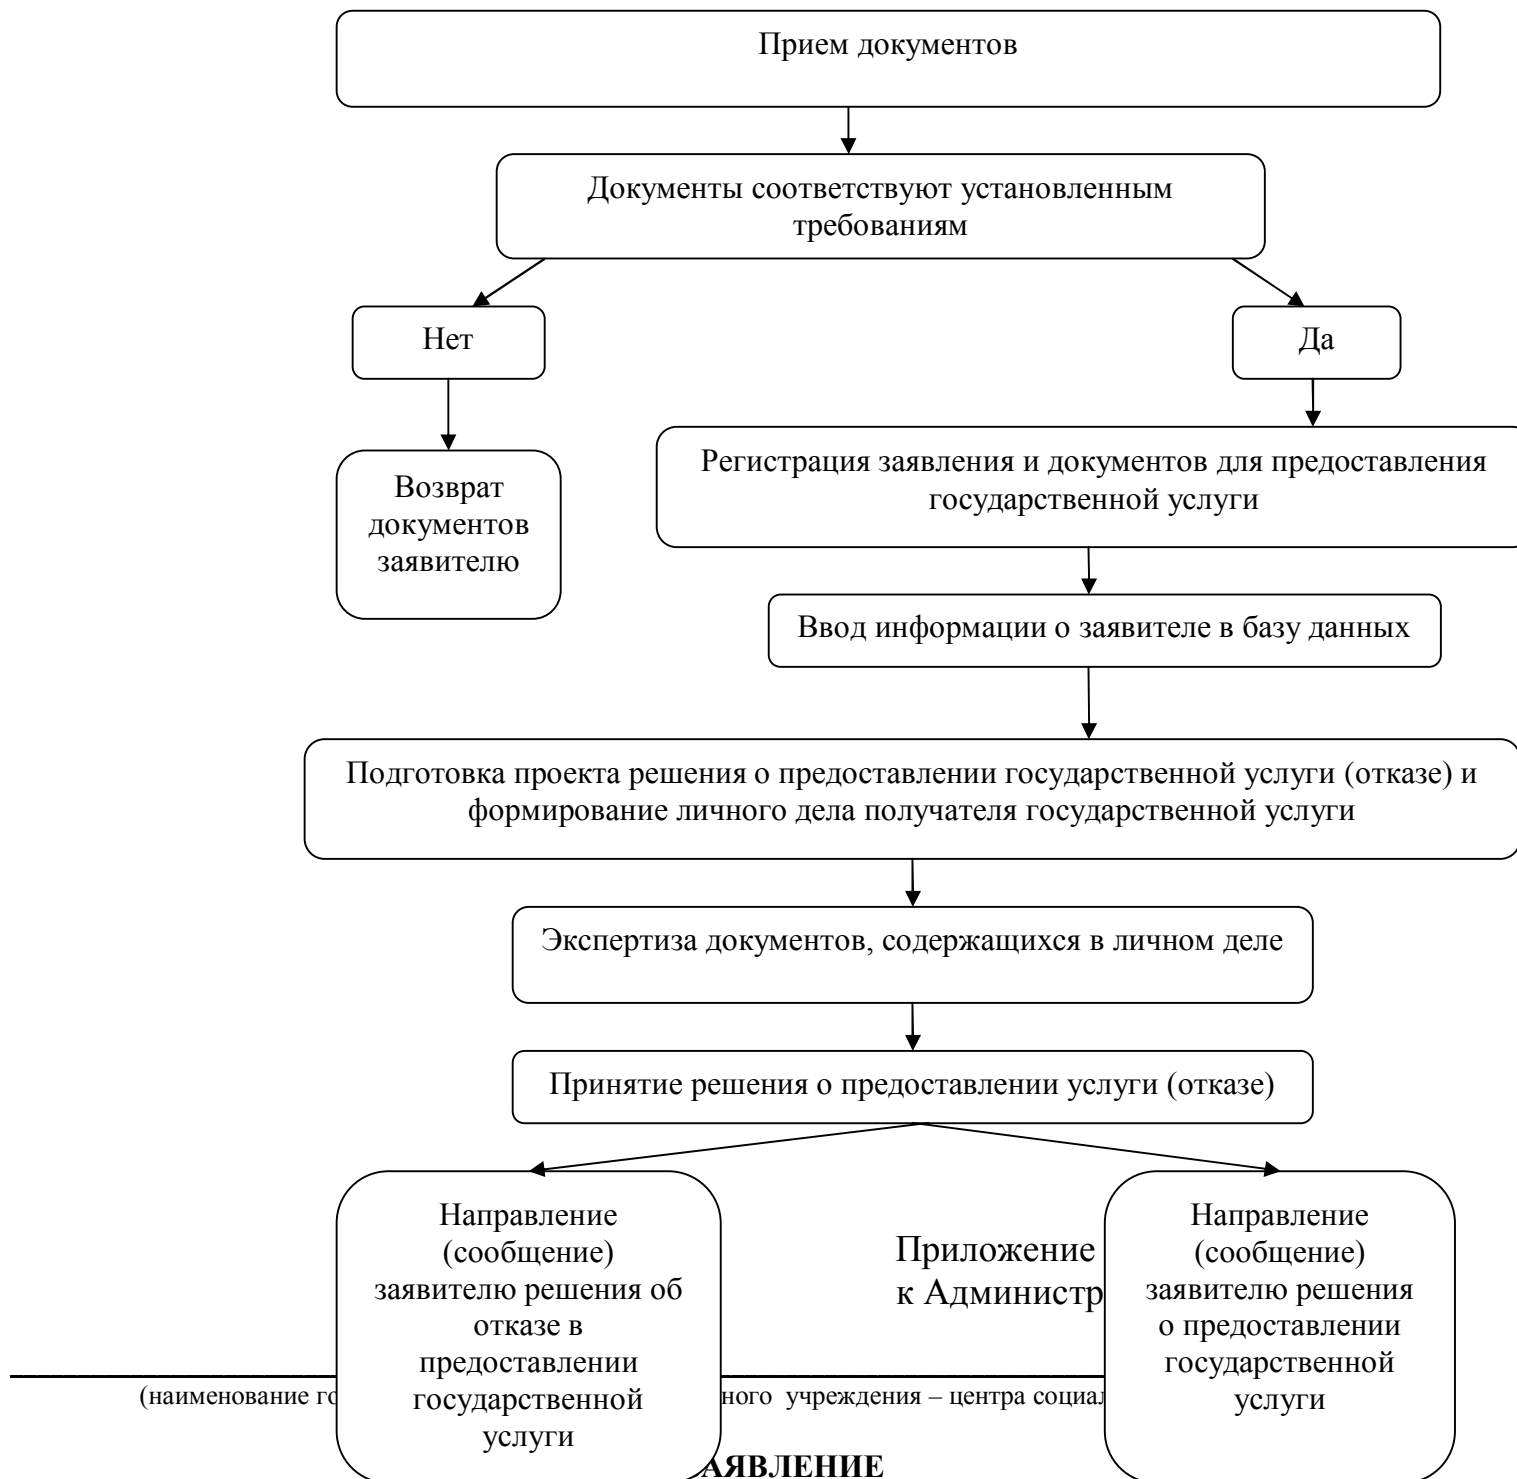 Прием документов
Документы соответствуют установленным
требованиям
Нет
Да
Возврат
документов
заявителю
Регистрация заявления и документов для предоставления
государственной услуги
Ввод информации о заявителе в базу данных
Подготовка проекта решения о предоставлении государственной услуги (отказе) и
формирование личного дела получателя государственной услуги
Экспертиза документов, содержащихся в личном деле
Принятие решения о предоставлении услуги (отказе)
Направление
(сообщение)
заявителю решения об
отказе в
предоставлении
государственной
услуги
Приложение
к Админист
Направление
(сообщение)
заявителю решения
о предоставлении
государственной
услуги
(наименование го
ного учреждения – центра социал
АЯВЛЕНИЕ